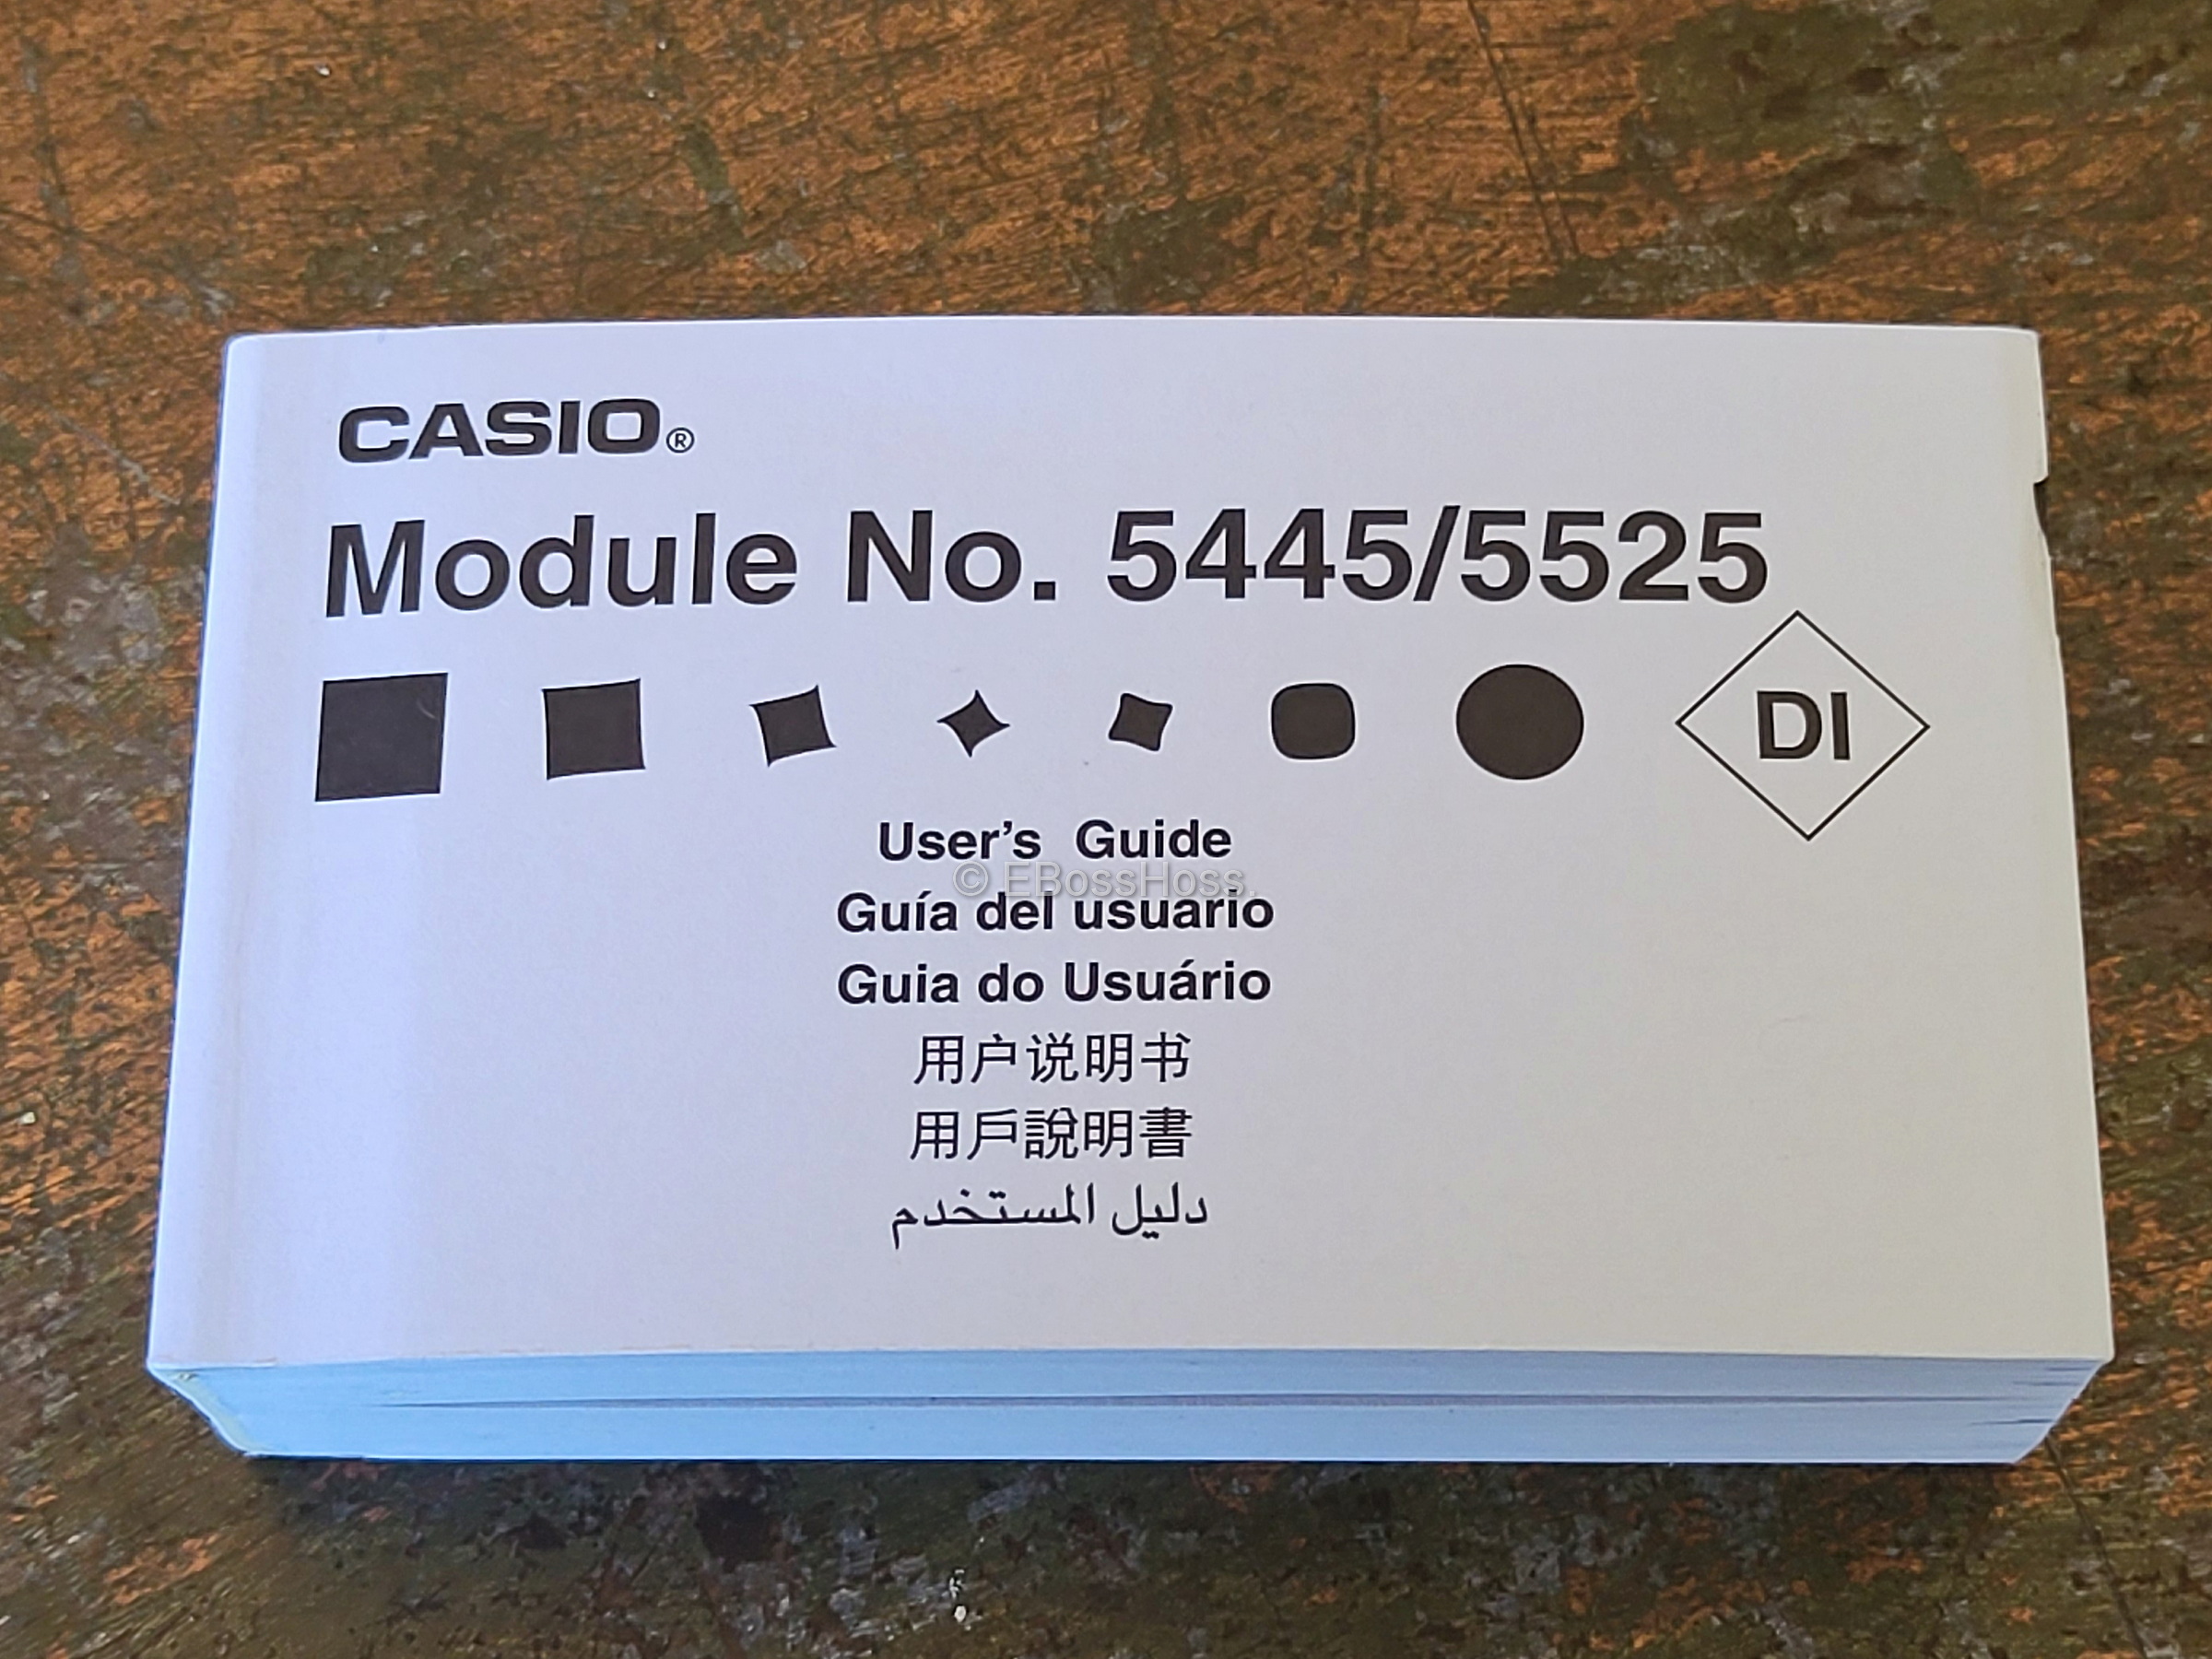 CASIO®
Module No. 5445/5525
DI
User's Guide
© EBossHoss.
Guía del usuario
Guia do Usuário
用户说明书
用戶說明書
دليل المستخدم